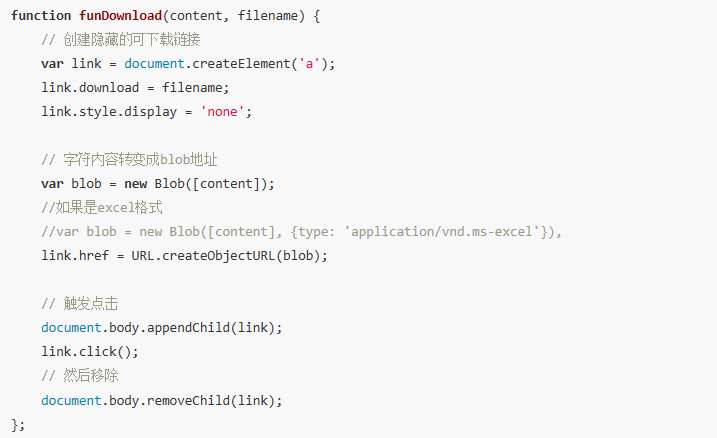 function funDownload(content, filename) {
    // 创建隐藏的可下载链接
    var link = document.createElement('a');
    link.download = filename;
    link.style.display = 'none';

    // 字符内容转变成blob地址
    var blob = new Blob([content]);
    //如果是excel格式
    //var blob = new Blob([content], {type: 'application/vnd.ms-excel'}),
    link.href = URL.createObjectURL(blob);

    // 触发点击
    document.body.appendChild(link);
    link.click();
    // 然后移除
    document.body.removeChild(link);
};